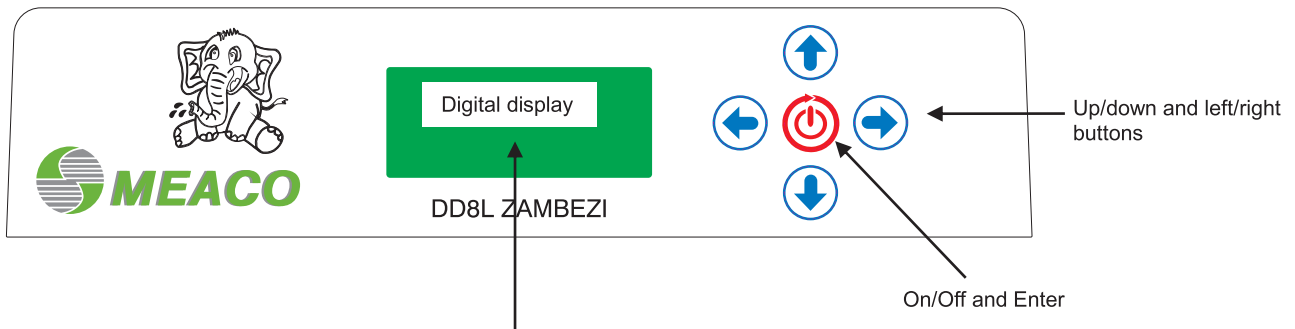 Digital display
MEACO
DD8L ZAMBEZI
Up/down and left/right
buttons
On/Off and Enter